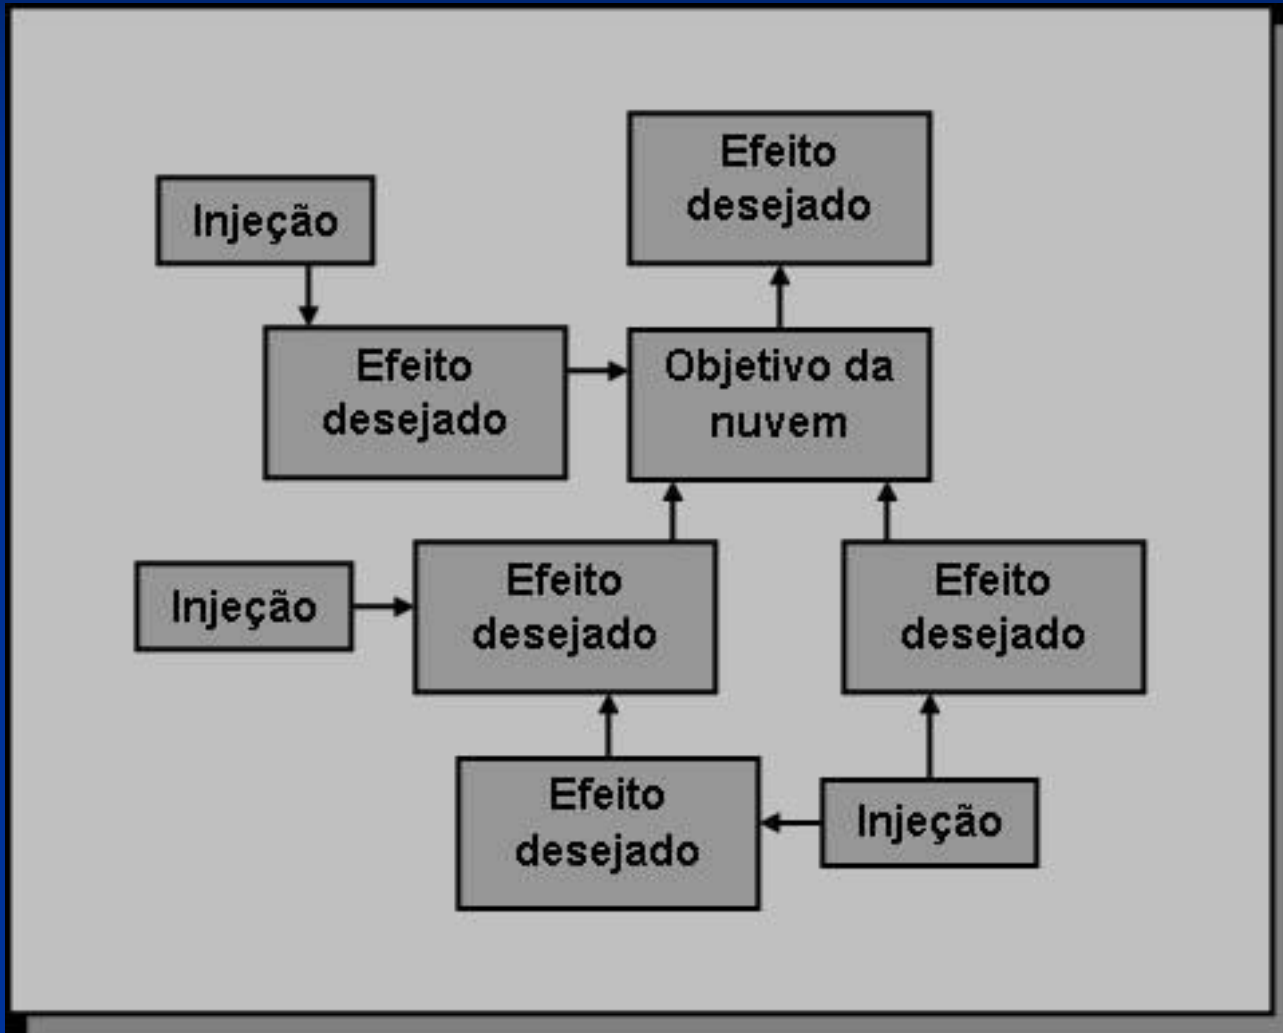 Efeito
desejado
Injeção
Efeito
desejado
Objetivo da
nuvem
Injeção
Efeito
desejado
Efeito
desejado
Efeito
desejado
Injeção